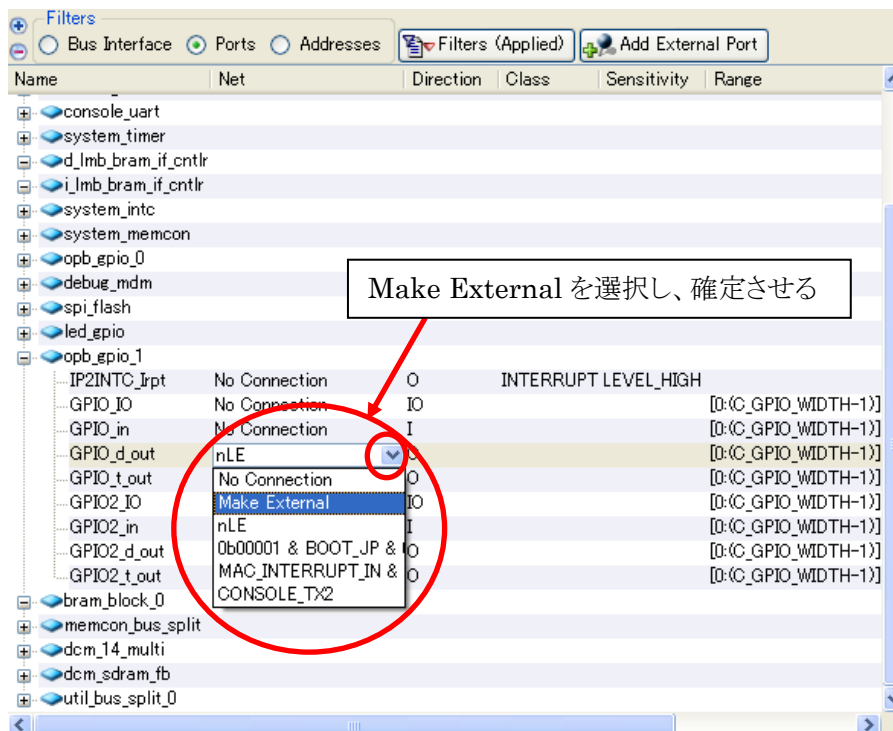 Filters
Bus Interface Ports Addresses Filters (Applied) Add External Port
Name Net Direction Class Sensitivity Range
console_uart
system_timer
d_lmb_bram_if_cntlr
i_lmb_bram_if_cntlr
system_intc
system_memcon
opb_gpio_0
debug_mdm
Make External を選択し、確定させる
spi_flash
led_gpio
opb_gpio_1
IP2INTC_Irpt No Connection O INTERRUPT LEVEL_HIGH
GPIO_IO No Connection IO [0:(C_GPIO_WIDTH-1)]
GPIO_in No Connection I [0:(C_GPIO_WIDTH-1)]
GPIO_d_out nLE O [0:(C_GPIO_WIDTH-1)]
GPIO_t_out No Connection O [0:(C_GPIO_WIDTH-1)]
GPIO2_IO Make External IO [0:(C_GPIO_WIDTH-1)]
GPIO2_in nLE I [0:(C_GPIO_WIDTH-1)]
GPIO2_d_out 0b00001 & BOOT_JP & O [0:(C_GPIO_WIDTH-1)]
GPIO2_t_out MAC_INTERRUPT_IN & O [0:(C_GPIO_WIDTH-1)]
CONSOLE_TX2
bram_block_0
memcon_bus_split
dcm_14_multi
dcm_sdram_fb
util_bus_split_0